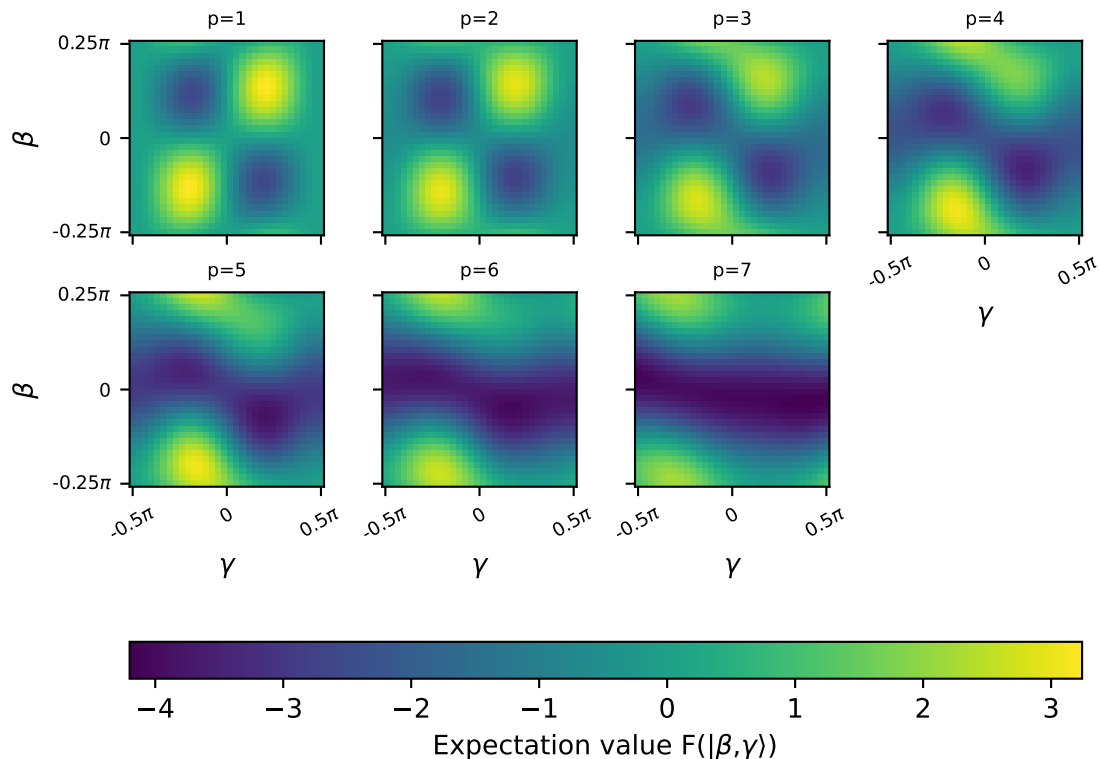 p=1 p=2 p=3 p=4
0.25π
β
0
-0.25π
-0.5π 0 0.5π
γ
p=5 p=6 p=7
0.25π
β
0
-0.25π
-0.5π 0 0.5π -0.5π 0 0.5π -0.5π 0 0.5π
γ γ γ
−4 −3 −2 −1 0 1 2 3
Expectation value F(|β,γ⟩)